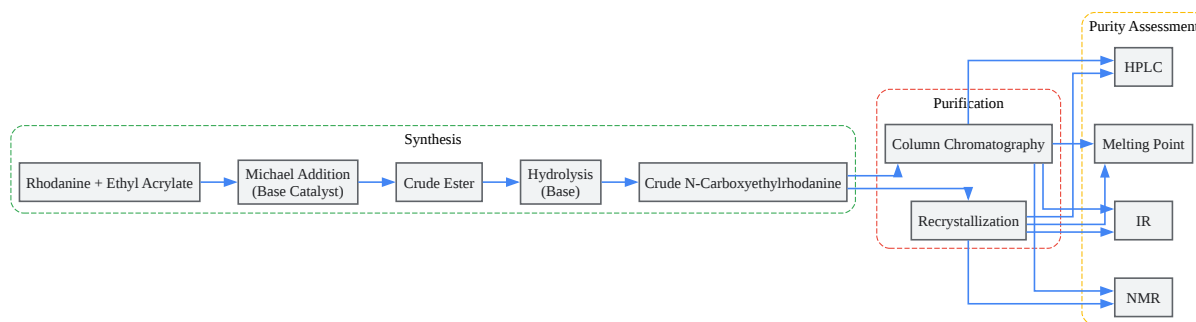 Synthesis
Rhodanine + Ethyl Acrylate
Michael Addition
(Base Catalyst)
Crude Ester
Hydrolysis
(Base)
Crude N-Carboxyethylrhodanine
Purification
Column Chromatography
Recrystallization
Purity Assessment
HPLC
Melting Point
IR
NMR